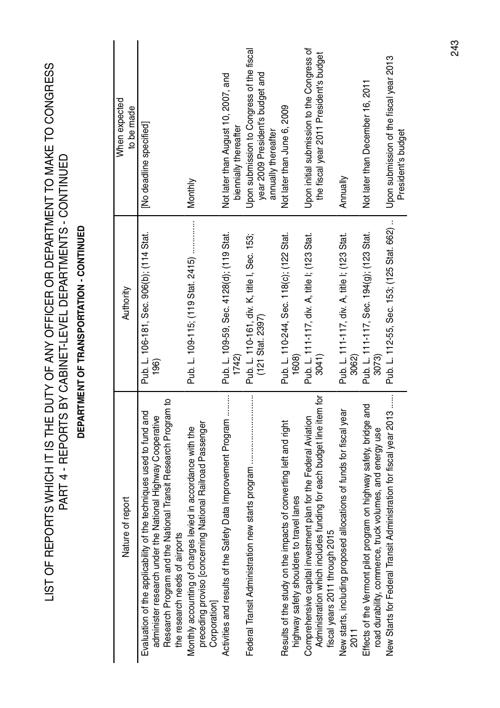 LIST OF REPORTS WHICH IT IS THE DUTY OF ANY OFFICER OR DEPARTMENT TO MAKE TO CONGRESS
PART 4 - REPORTS BY CABINET-LEVEL DEPARTMENTS - CONTINUED
DEPARTMENT OF TRANSPORTATION - CONTINUED
Nature of report
Authority
When expected
to be made
Evaluation of the applicability of the techniques used to fund and
administer research under the National Highway Cooperative
Research Program and the National Transit Research Program to
the research needs of airports
Pub. L. 106-181, Sec. 906(b); (114 Stat.
196)
[No deadline specified]
Monthly accounting of charges levied in accordance with the
preceding proviso [concerning National Railroad Passenger
Corporation]
Pub. L. 109-115; (119 Stat. 2415) ................
Monthly
Activities and results of the Safety Data Improvement Program ........
Pub. L. 109-59, Sec. 4128(d); (119 Stat.
1742)
Not later than August 10, 2007, and
biennially thereafter
Federal Transit Administration new starts program ............................
Pub. L. 110-161, div. K, title I, Sec. 153;
(121 Stat. 2397)
Upon submission to Congress of the fiscal
year 2009 President's budget and
annually thereafter
Results of the study on the impacts of converting left and right
highway safety shoulders to travel lanes
Pub. L. 110-244, Sec. 118(c); (122 Stat.
1608)
Not later than June 6, 2009
Comprehensive capital investment plan for the Federal Aviation
Administration which includes funding for each budget line item for
fiscal years 2011 through 2015
Pub. L. 111-117, div. A, title I; (123 Stat.
3041)
Upon initial submission to the Congress of
the fiscal year 2011 President's budget
New starts, including proposed allocations of funds for fiscal year
2011
Pub. L. 111-117, div. A, title I; (123 Stat.
3062)
Annually
Effects of the Vermont pilot program on highway safety, bridge and
road durability, commerce, truck volumes, and energy use
Pub. L. 111-117, Sec. 194(g); (123 Stat.
3073)
Not later than December 16, 2011
New Starts for Federal Transit Administration for fiscal year 2013 .....
Pub. L. 112-55, Sec. 153; (125 Stat. 662) ..
Upon submission of the fiscal year 2013
President's budget
243